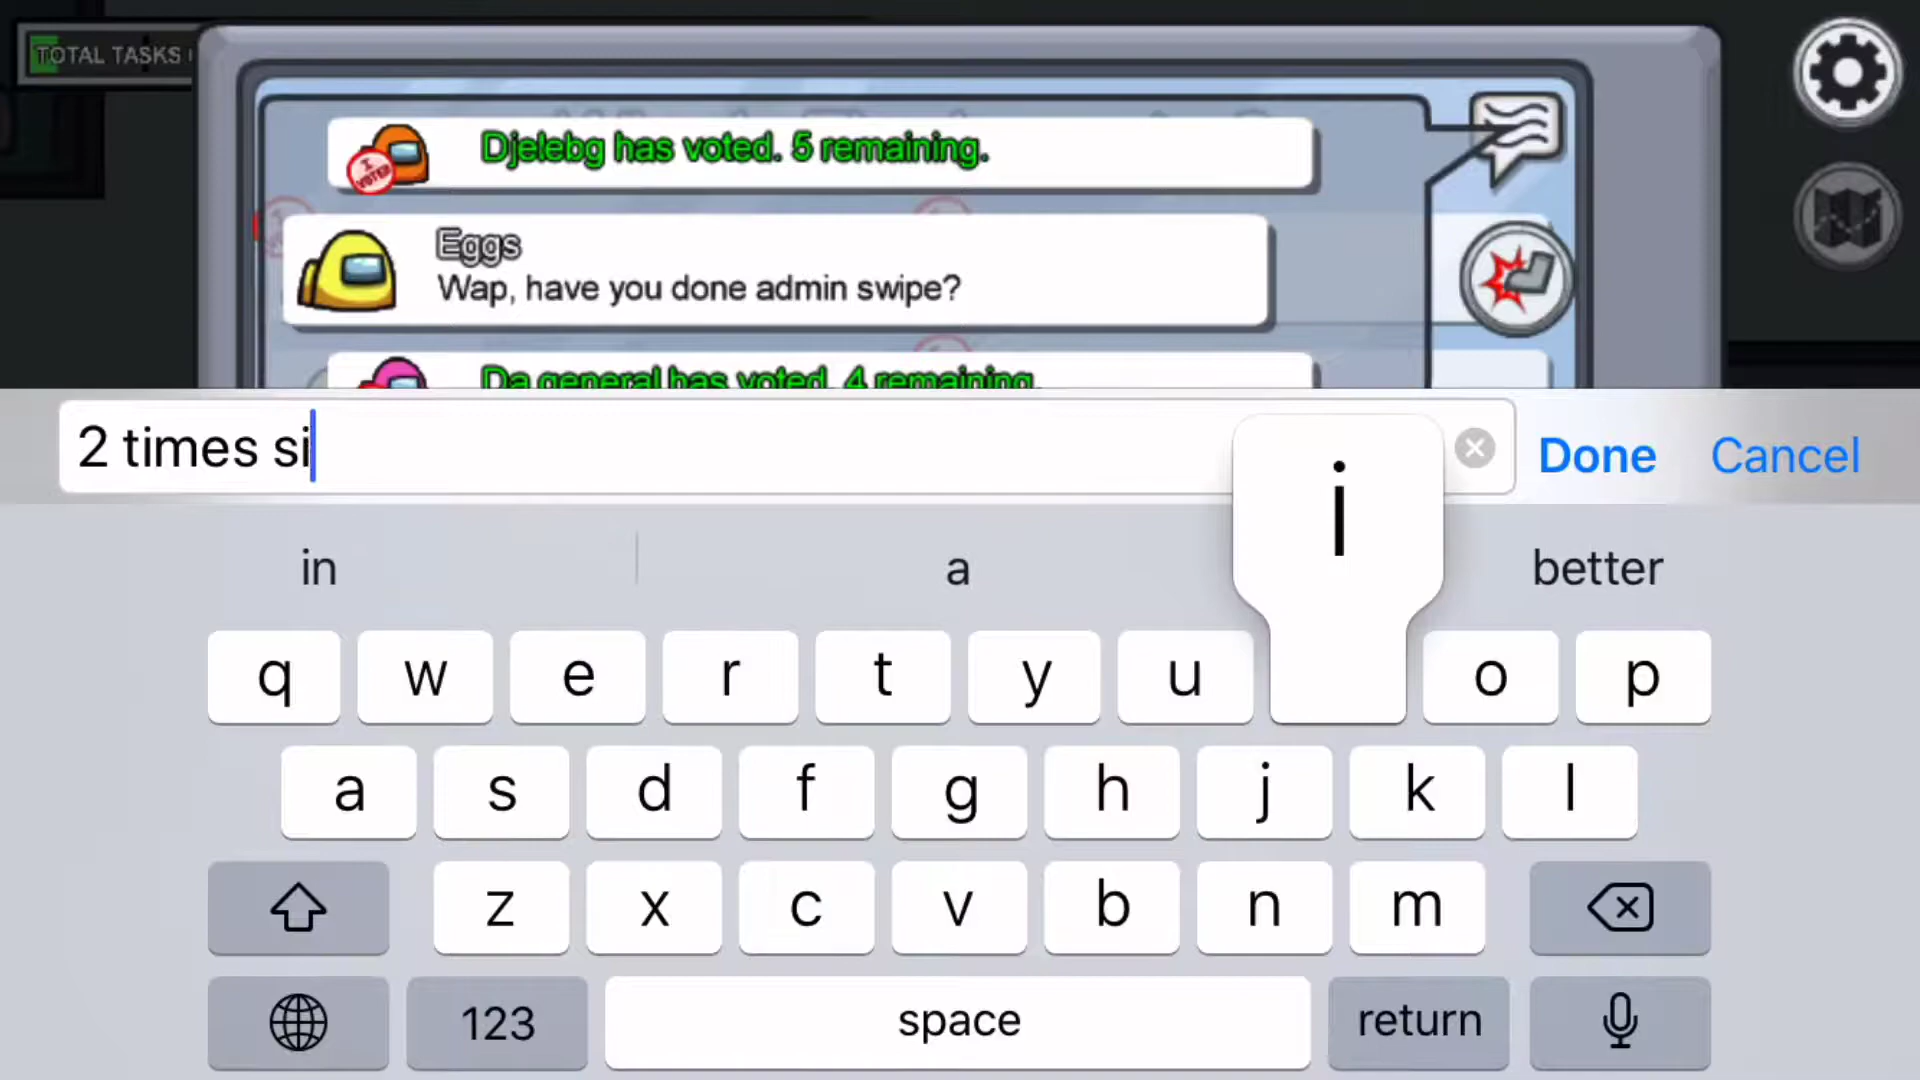 TOTAL TASKS
Djelebg has voted. 5 remaining.
I VOTED
Eggs
Wap, have you done admin swipe?
Da general has voted. 4 remaining.
2 times si
Done
Cancel
i
in
a
better
q w e r t y u o p
a s d f g h j k l
z x c v b n m
123
space
return